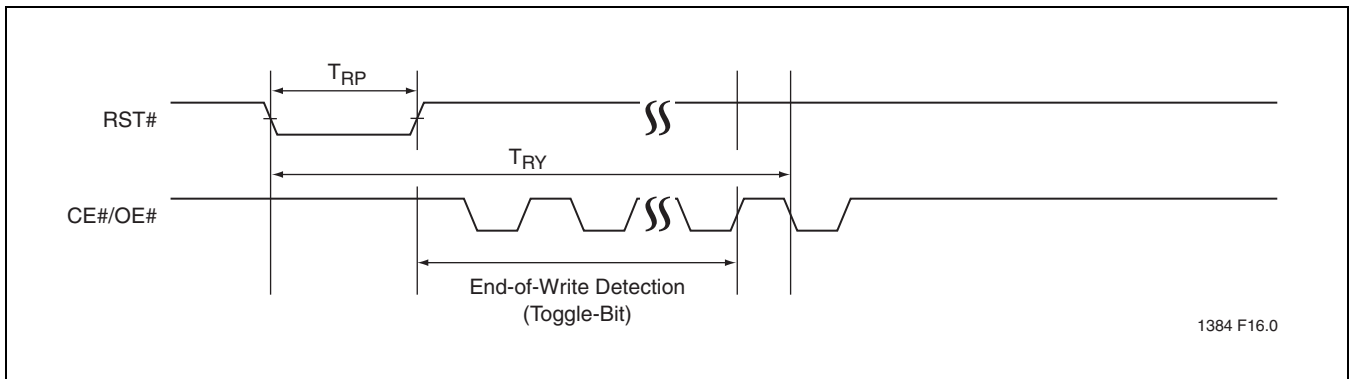 TRP
RST#
TRY
CE#/OE#
End-of-Write Detection
(Toggle-Bit)
1384 F16.0